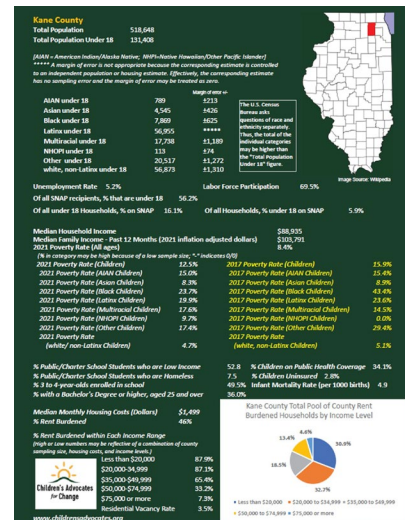 Kane County
Total Population 518,648
Total Population Under 18 131,408
[AIAN = American Indian/Alaska Native; NHPI=Native Hawaiian/Other Pacific Islander]
***** A margin of error is not appropriate because the corresponding estimate is controlled
to an independent population or housing estimate. Effectively, the corresponding estimate
has no sampling error and the margin of error may be treated as zero.
Margin of error +/-
AIAN under 18 789 ±213
Asian under 18 4,545 ±426
Black under 18 7,869 ±625
Latinx under 18 56,955 *****
Multiracial under 18 17,738 ±1,189
NHOPI under 18 113 ±74
Other under 18 20,517 ±1,272
white, non-Latinx under 18 56,873 ±1,310
The U.S. Census
Bureau asks
questions of race and
ethnicity separately.
Thus, the total of the
individual categories
may be higher than
the "Total Population
Under 18" figure.
Image Source: Wikipedia
Unemployment Rate 5.2% Labor Force Participation 69.5%
Of all SNAP recipients, % that are under 18 56.2%
Of all under 18 Households, % on SNAP 16.1% Of all Households, % under 18 on SNAP 5.9%
Median Household Income $88,935
Median Family Income - Past 12 Months (2021 inflation adjusted dollars) $103,791
2021 Poverty Rate (All ages) 8.4%
(% in category may be high because of a low sample size; "-" indicates 0/0)
2021 Poverty Rate (Children) 12.5% 2017 Poverty Rate (Children) 15.9%
2021 Poverty Rate (AIAN Children) 15.0% 2017 Poverty Rate (AIAN Children) 15.4%
2021 Poverty Rate (Asian Children) 8.3% 2017 Poverty Rate (Asian Children) 8.9%
2021 Poverty Rate (Black Children) 23.7% 2017 Poverty Rate (Black Children) 43.4%
2021 Poverty Rate (Latinx Children) 19.9% 2017 Poverty Rate (Latinx Children) 23.6%
2021 Poverty Rate (Multiracial Children) 17.6% 2017 Poverty Rate (Multiracial Children) 14.5%
2021 Poverty Rate (NHOPI Children) 9.7% 2017 Poverty Rate (NHOPI Children) 0.0%
2021 Poverty Rate (Other Children) 17.4% 2017 Poverty Rate (Other Children) 29.4%
2021 Poverty Rate 2017 Poverty Rate
(white/ non-Latinx Children) 4.7% (white, non-Latinx Children) 5.1%
% Public/Charter School Students who are Low Income 52.8 % Children on Public Health Coverage 34.1%
% Public/Charter School Students who are Homeless 7.5 % Children Uninsured 2.8%
% 3 to 4-year-olds enrolled in school 49.5% Infant Mortality Rate (per 1000 births) 4.9
% with a Bachelor's Degree or higher, aged 25 and over 36.0%
Median Monthly Housing Costs (Dollars) $1,499
% Rent Burdened 46%
% Rent Burdened within Each Income Range
(High or Low numbers may be reflective of a combination of county
sampling size, housing costs, and income levels.)
Less than $20,000 87.9%
$20,000-34,999 87.1%
$35,000-$49,999 65.4%
$50,000-$74,999 33.2%
$75,000 or more 7.3%
Residential Vacancy Rate 3.5%
Children's Advocates
for Change
www.childrensadvocates.org
Kane County Total Pool of County Rent
Burdened Households by Income Level
4.6%
13.4%
30.9%
18.5%
32.7%
Less than $20,000 $20,000 to $34,999 $35,000 to $49,999
$50,000 to $74,999 $75,000 or more